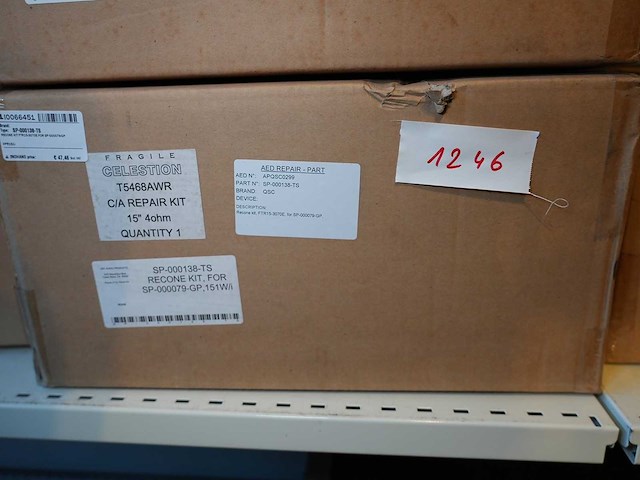 LI0066451
Type: SP-000138-TS
€ 47,46
FRAGILE
CELESTION
T5468AWR
C/A REPAIR KIT
15" 4ohm
QUANTITY 1
AED REPAIR - PART
AED N°: APQSC0299
PART N°: SP-000138-TS
BRAND: QSC
DEVICE:
DESCRIPTION:
1246
SP-000138-TS
RECONE KIT, FOR
SP-000079-GP,151W/i